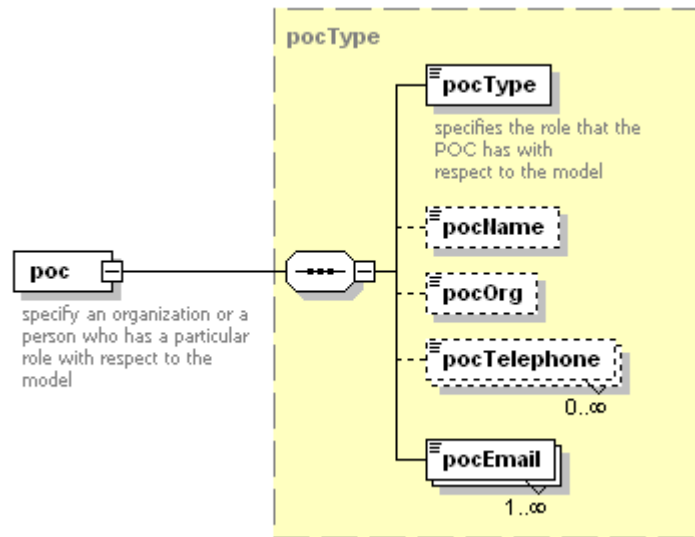 pocType
pocType
specifies the role that the
POC has with
respect to the model
pocName
poc
pocOrg
specify an organization or a
person who has a particular
role with respect to the
model
pocTelephone
0..∞
pocEmail
1..∞